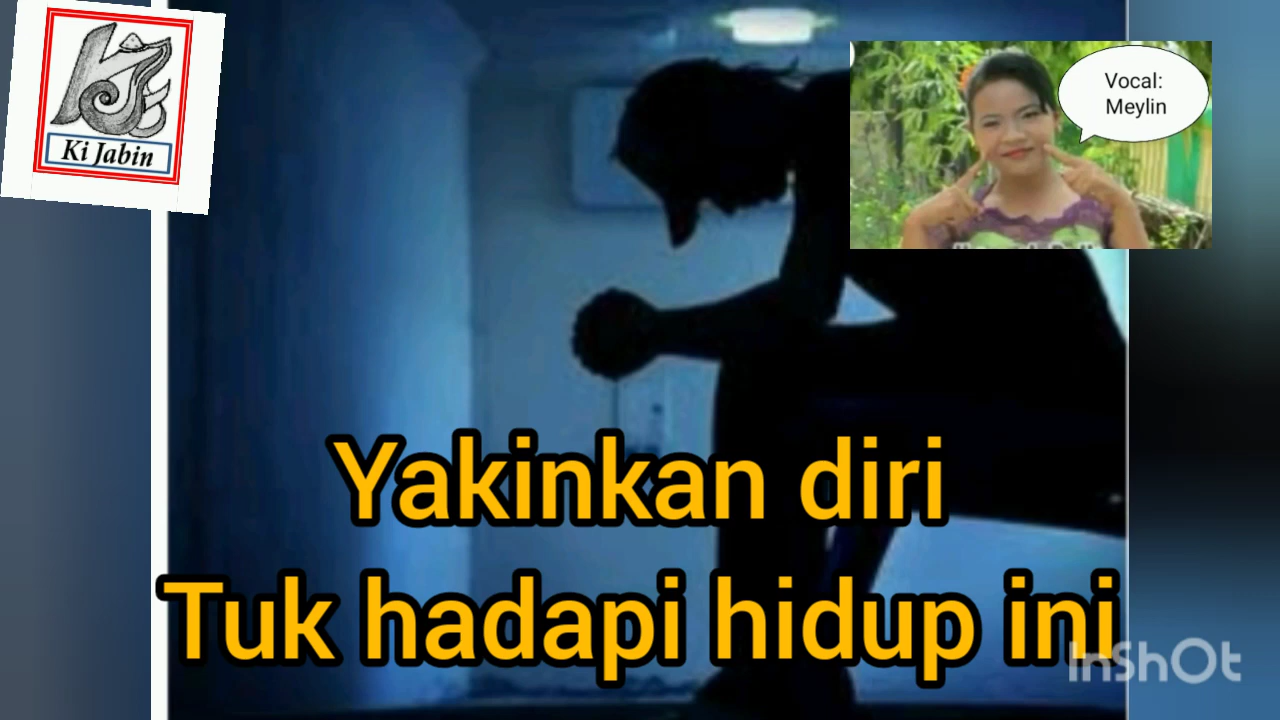 Ki Jabin
Vocal:
Meylin
Yakinkan diri
Tuk hadapi hidup ini
InShOt